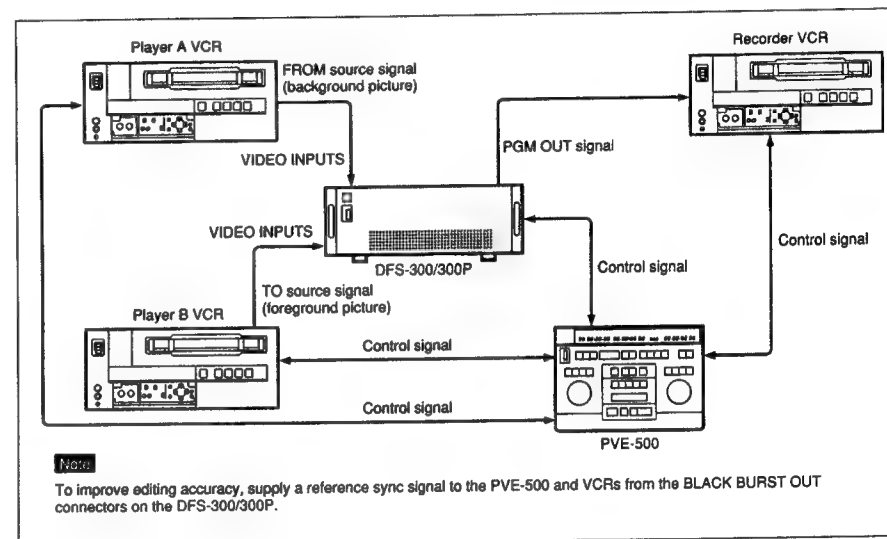 Player A VCR
Recorder VCR
FROM source signal
(background picture)
VIDEO INPUTS
PGM OUT signal
VIDEO INPUTS
DFS-300/300P
Control signal
Control signal
TO source signal
(foreground picture)
Player B VCR
Control signal
Control signal
PVE-500
Note
To improve editing accuracy, supply a reference sync signal to the PVE-500 and VCRs from the BLACK BURST OUT
connectors on the DFS-300/300P.